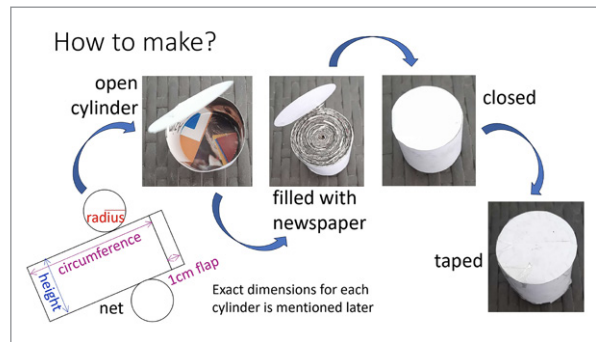 How to make?
open
cylinder
closed
filled with
newspaper
radius
circumference
height
1cm flap
net
taped
Exact dimensions for each
cylinder is mentioned later